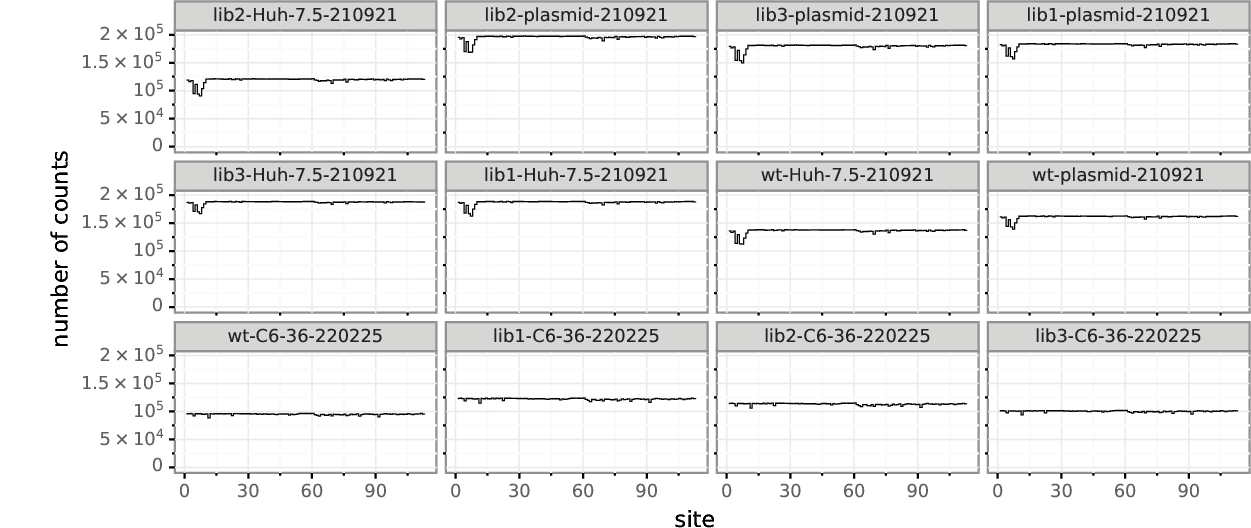 lib2-Huh-7.5-210921 lib2-plasmid-210921 lib3-plasmid-210921 lib1-plasmid-210921
2 × 10⁵
1.5 × 10⁵
10⁵
5 × 10⁴
0
number of counts
lib3-Huh-7.5-210921 lib1-Huh-7.5-210921 wt-Huh-7.5-210921 wt-plasmid-210921
2 × 10⁵
1.5 × 10⁵
10⁵
5 × 10⁴
0
wt-C6-36-220225 lib1-C6-36-220225 lib2-C6-36-220225 lib3-C6-36-220225
2 × 10⁵
1.5 × 10⁵
10⁵
5 × 10⁴
0
0 30 60 90 0 30 60 90 0 30 60 90 0 30 60 90
site